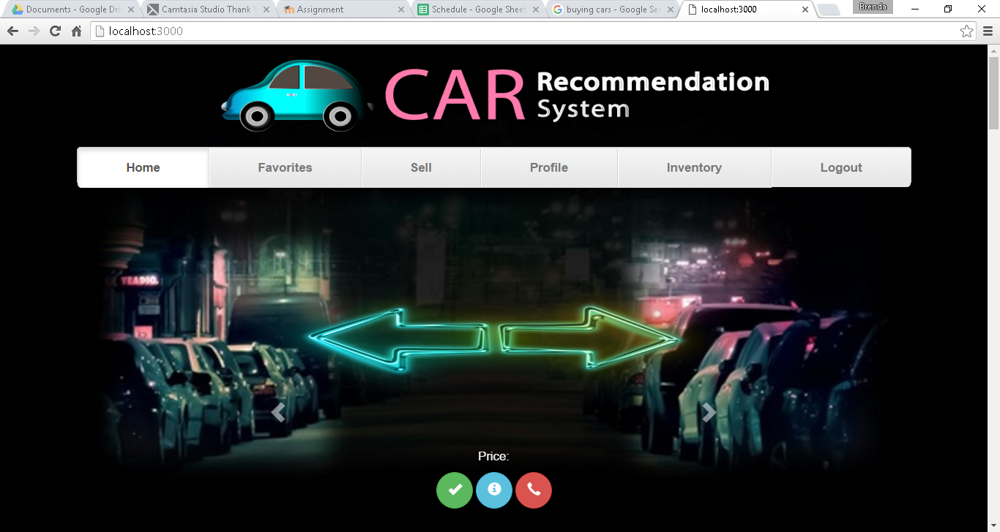 Documents - Google Dri
Camtasia Studio Thank Y
Assignment
Schedule - Google Sheet
buying cars - Google Sea
localhost:3000
Brenda
localhost:3000
CAR Recommendation
System
Home
Favorites
Sell
Profile
Inventory
Logout
YEADIO.
Price: